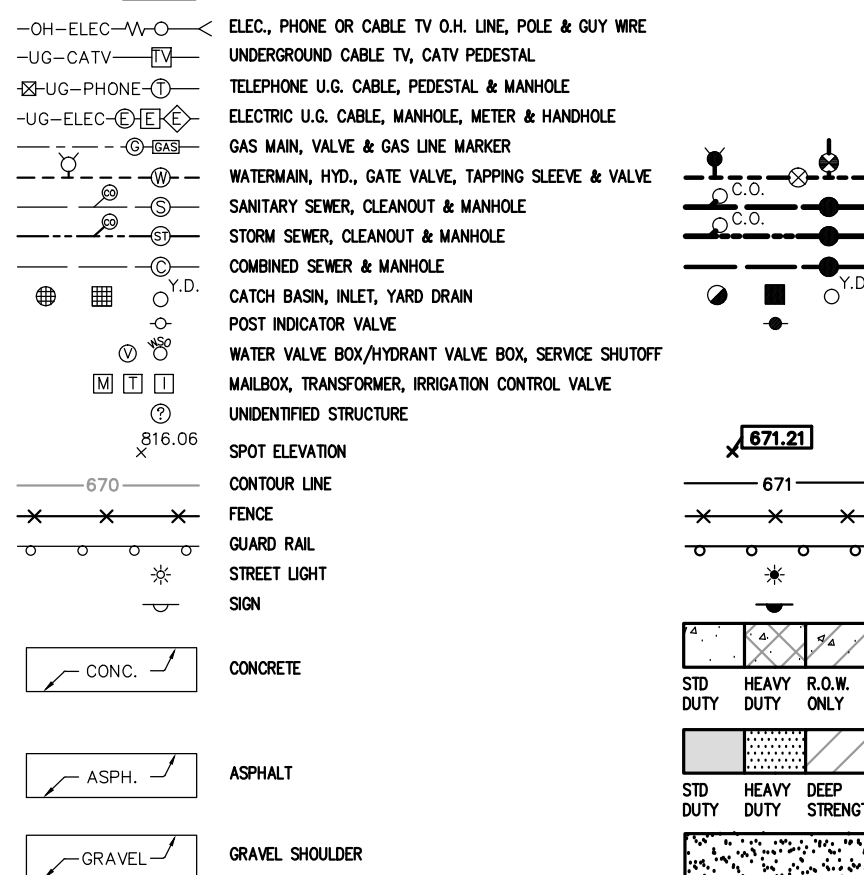 -OH-ELEC- ELEC., PHONE OR CABLE TV O.H. LINE, POLE & GUY WIRE
-UG-CATV- TV UNDERGROUND CABLE TV, CATV PEDESTAL
-UG-PHONE- T TELEPHONE U.G. CABLE, PEDESTAL & MANHOLE
-UG-ELEC- E E E ELECTRIC U.G. CABLE, MANHOLE, METER & HANDHOLE
G GAS GAS MAIN, VALVE & GAS LINE MARKER
W WATERMAIN, HYD., GATE VALVE, TAPPING SLEEVE & VALVE
CO S SANITARY SEWER, CLEANOUT & MANHOLE C.O.
CO ST STORM SEWER, CLEANOUT & MANHOLE C.O.
C COMBINED SEWER & MANHOLE
Y.D. CATCH BASIN, INLET, YARD DRAIN Y.D
POST INDICATOR VALVE
V WSO WATER VALVE BOX/HYDRANT VALVE BOX, SERVICE SHUTOFF
M T I MAILBOX, TRANSFORMER, IRRIGATION CONTROL VALVE
? UNIDENTIFIED STRUCTURE
816.06 SPOT ELEVATION 671.21
670 CONTOUR LINE 671
FENCE
GUARD RAIL
STREET LIGHT
SIGN
CONC. CONCRETE
STD HEAVY R.O.W.
DUTY DUTY ONLY
ASPH. ASPHALT
STD HEAVY DEEP
DUTY DUTY STRENGT
GRAVEL GRAVEL SHOULDER